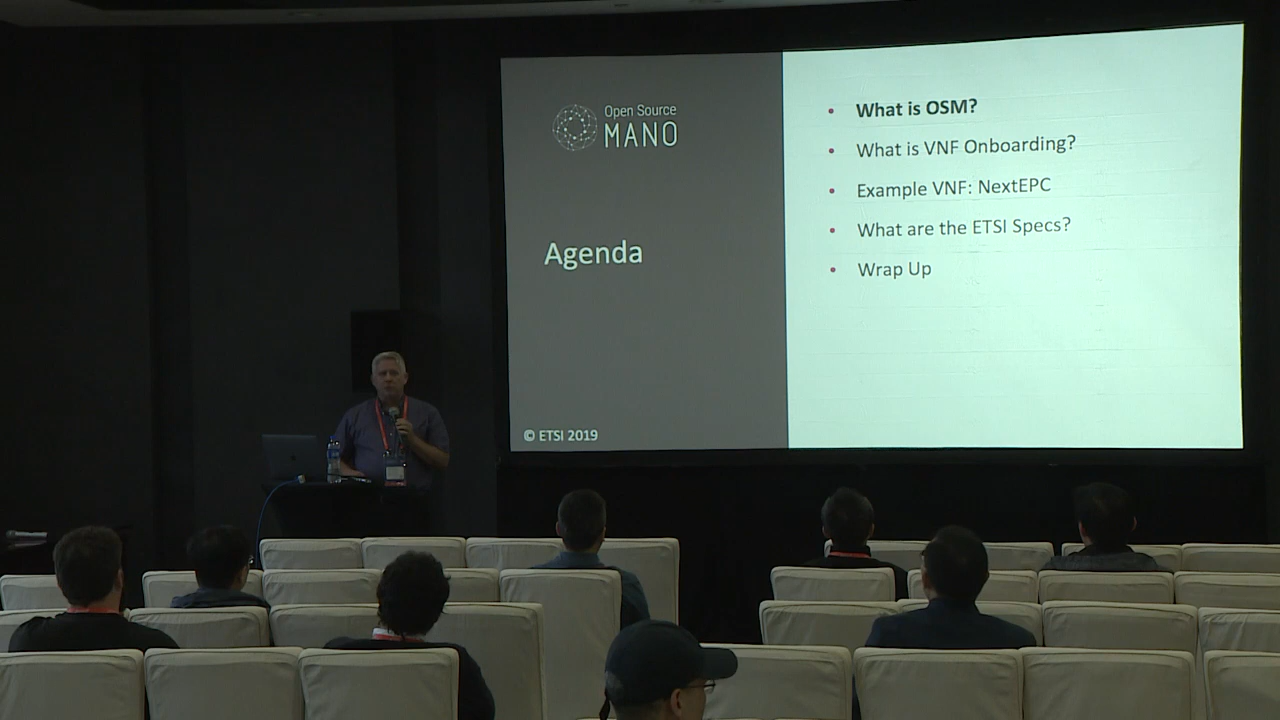 Open Source
MANO
Agenda
© ETSI 2019
• What is OSM?
• What is VNF Onboarding?
• Example VNF: NextEPC
• What are the ETSI Specs?
• Wrap Up